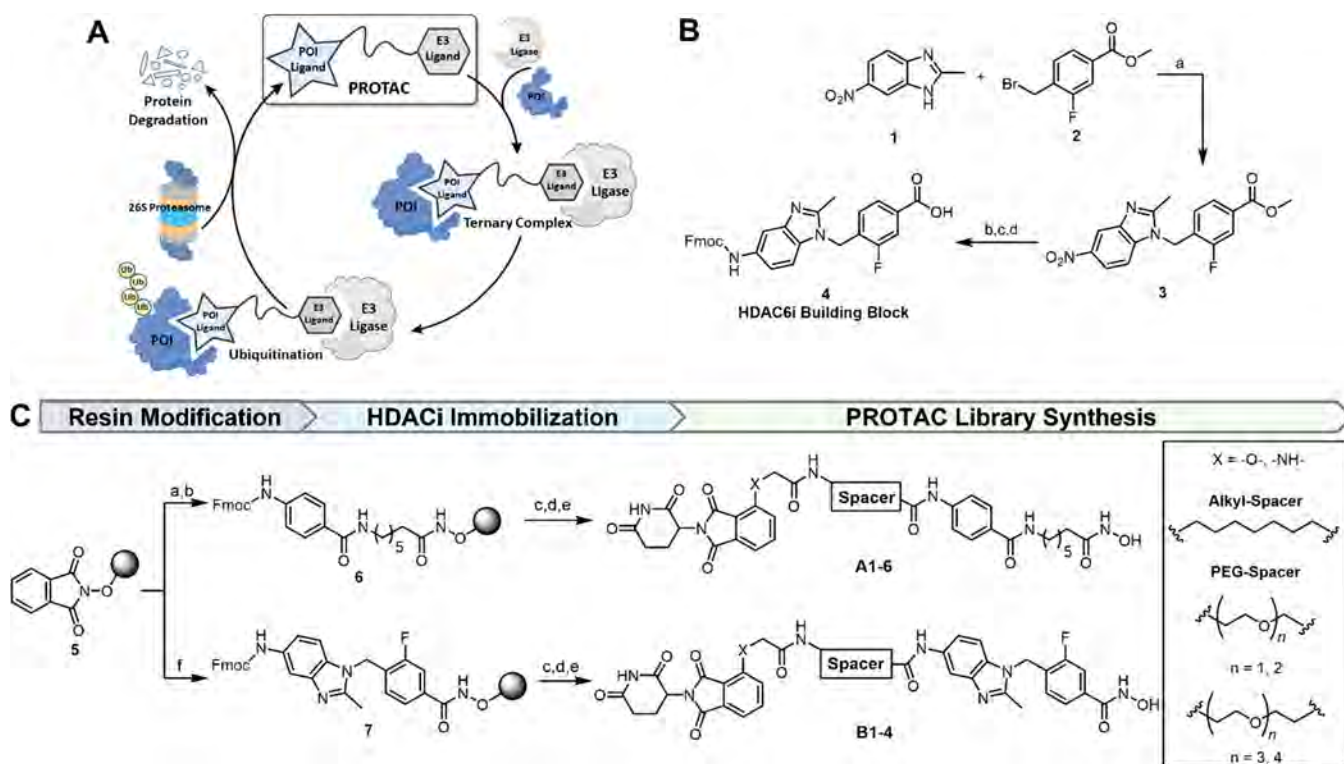 A
POI
Ligand
E3
Ligand
PROTAC
E3
Ligase
POI
Protein
Degradation
POI
POI
Ligand
E3
Ligand
E3
Ligase
Ternary Complex
26S Proteasome
Ub
Ub
Ub
Ub
POI
POI
Ligand
E3
Ligand
E3
Ligase
Ubiquitination
B
N
N
H
O2N
1
+
Br
F
O
O
2
a
N
N
O2N
F
O
O
3
b,c,d
Fmoc
N
H
N
N
F
O
OH
4
HDAC6i Building Block
C
Resin Modification
HDACi Immobilization
PROTAC Library Synthesis
O
N
O
O
5
a,b
f
Fmoc
H
N
O
N
H
5
O
H
N
O
6
c,d,e
O
HN
O
N
O
O
X
O
H
N
Spacer
O
H
N
O
N
H
5
O
H
N
OH
A1-6
Fmoc
H
N
N
N
F
O
H
N
O
7
c,d,e
O
HN
O
N
O
O
X
O
H
N
Spacer
O
H
N
N
N
F
O
H
N
OH
B1-4
X = -O-, -NH-
Alkyl-Spacer
PEG-Spacer
O
n
n = 1, 2
O
n
n = 3, 4